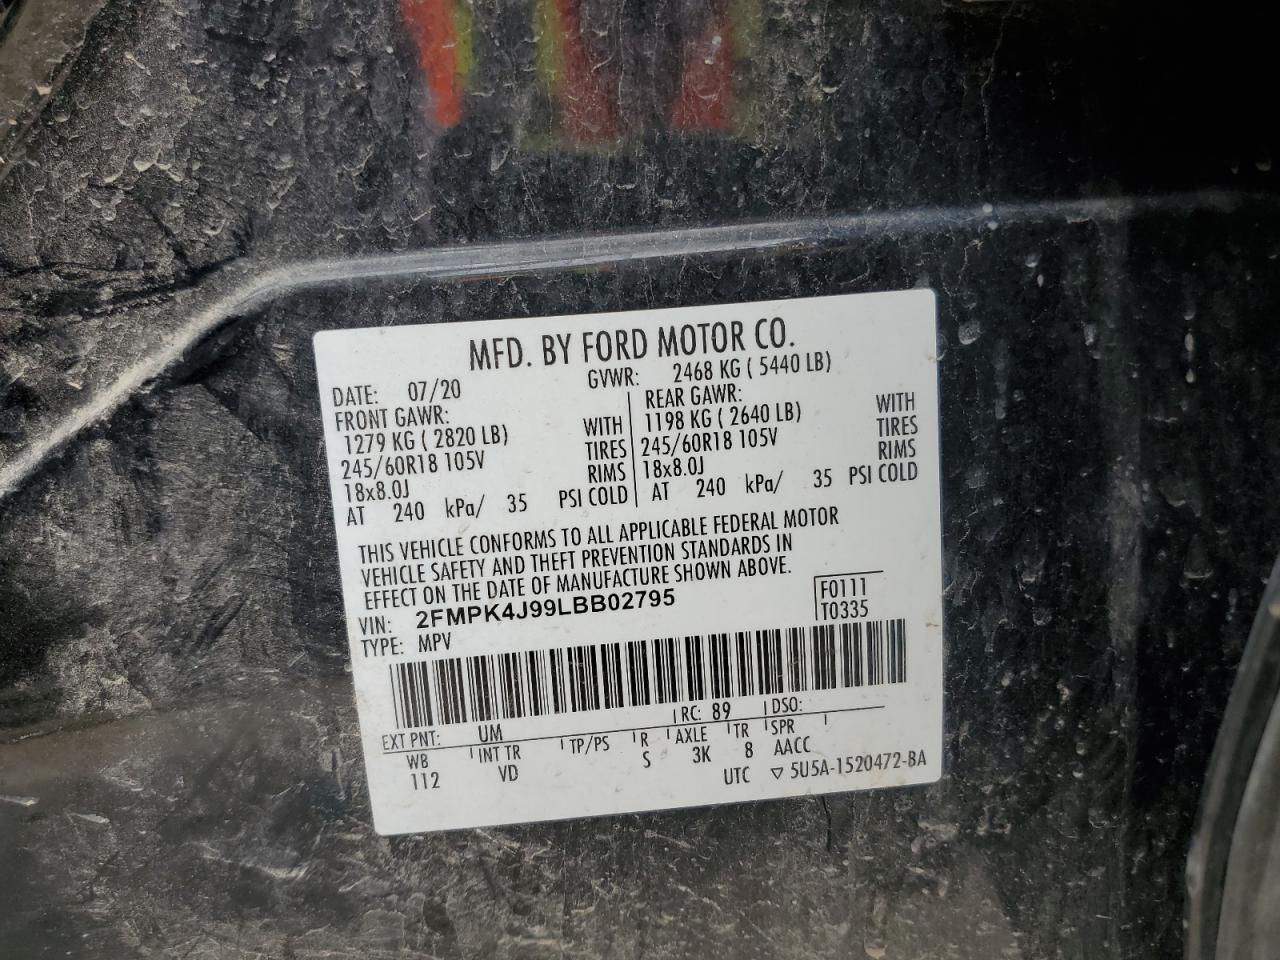 MFD. BY FORD MOTOR CO.
DATE: 07/20 GVWR: 2468 KG ( 5440 LB)
FRONT GAWR: REAR GAWR:
1279 KG ( 2820 LB) WITH 1198 KG ( 2640 LB) WITH
245/60R18 105V TIRES 245/60R18 105V TIRES
18x8.0J RIMS 18x8.0J RIMS
AT 240 kPa/ 35 PSI COLD AT 240 kPa/ 35 PSI COLD
THIS VEHICLE CONFORMS TO ALL APPLICABLE FEDERAL MOTOR
VEHICLE SAFETY AND THEFT PREVENTION STANDARDS IN
EFFECT ON THE DATE OF MANUFACTURE SHOWN ABOVE.
VIN: 2FMPK4J99LBB02795 F0111
TYPE: MPV T0335
EXT PNT: UM RC: 89 DSO:
WB INT TR TP/PS R AXLE TR SPR
112 VD S 3K 8 AACC
UTC ▽ 5U5A-1520472-BA